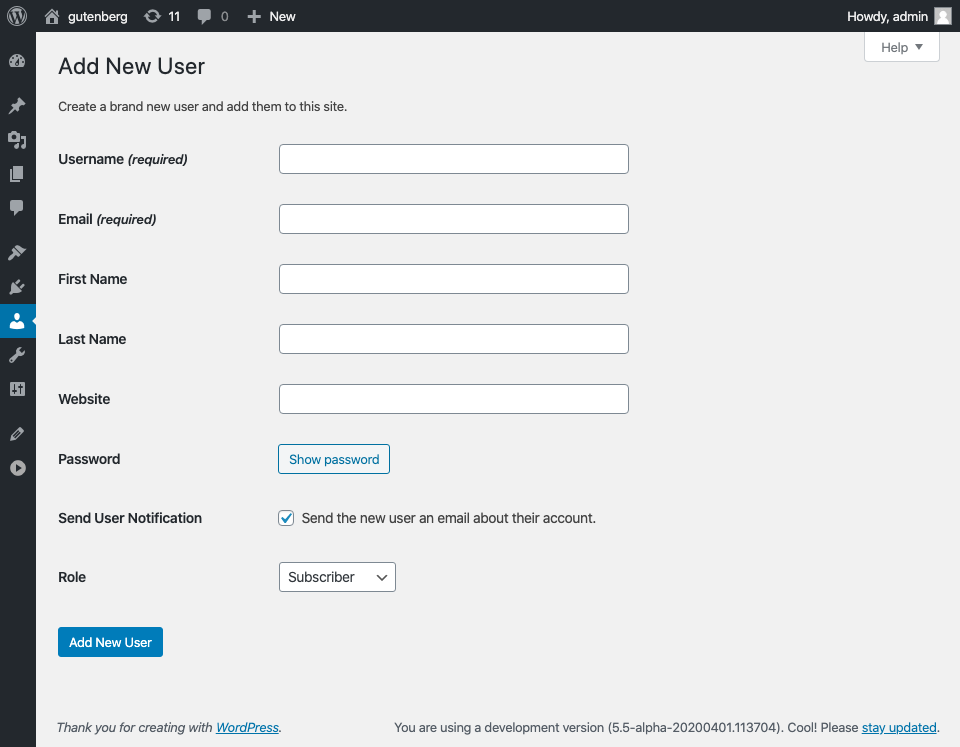 gutenberg 11 0 New Howdy, admin
Help
Add New User
Create a brand new user and add them to this site.
Username (required)
Email (required)
First Name
Last Name
Website
Password Show password
Send User Notification Send the new user an email about their account.
Role Subscriber
Add New User
Thank you for creating with WordPress. You are using a development version (5.5-alpha-20200401.113704). Cool! Please stay updated.